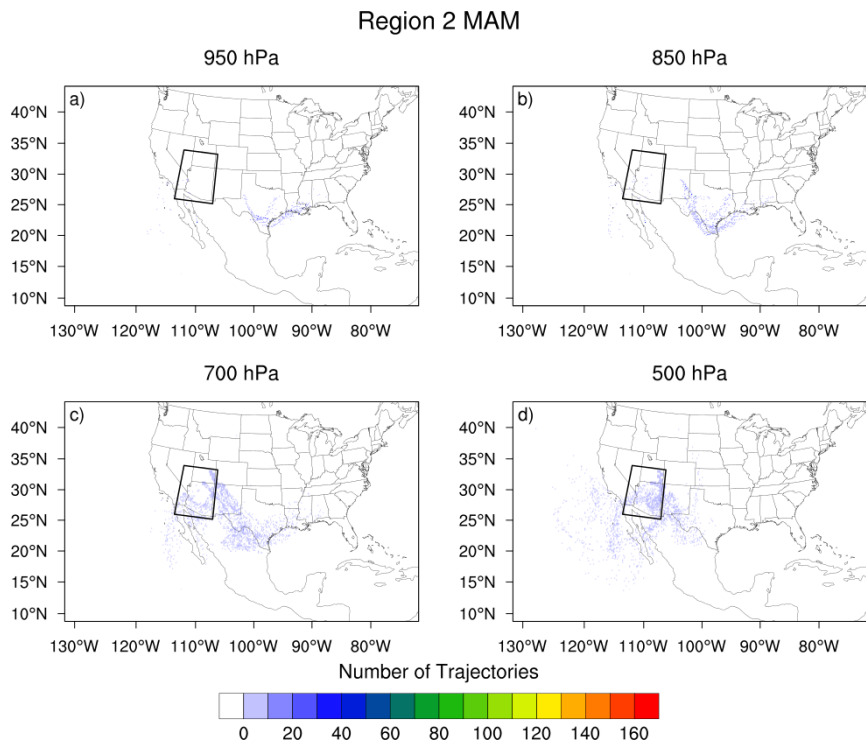 Region 2 MAM
950 hPa
850 hPa
a)
b)
40°N
35°N
30°N
25°N
20°N
15°N
10°N
40°N
35°N
30°N
25°N
20°N
15°N
10°N
130°W 120°W 110°W 100°W 90°W 80°W
130°W 120°W 110°W 100°W 90°W 80°W
700 hPa
500 hPa
c)
d)
40°N
35°N
30°N
25°N
20°N
15°N
10°N
40°N
35°N
30°N
25°N
20°N
15°N
10°N
130°W 120°W 110°W 100°W 90°W 80°W
130°W 120°W 110°W 100°W 90°W 80°W
Number of Trajectories
0 20 40 60 80 100 120 140 160